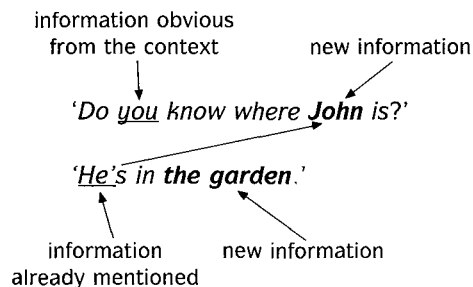 information obvious
from the context
new information
‘Do you know where John is?’
‘He's in the garden.’
information
already mentioned
new information